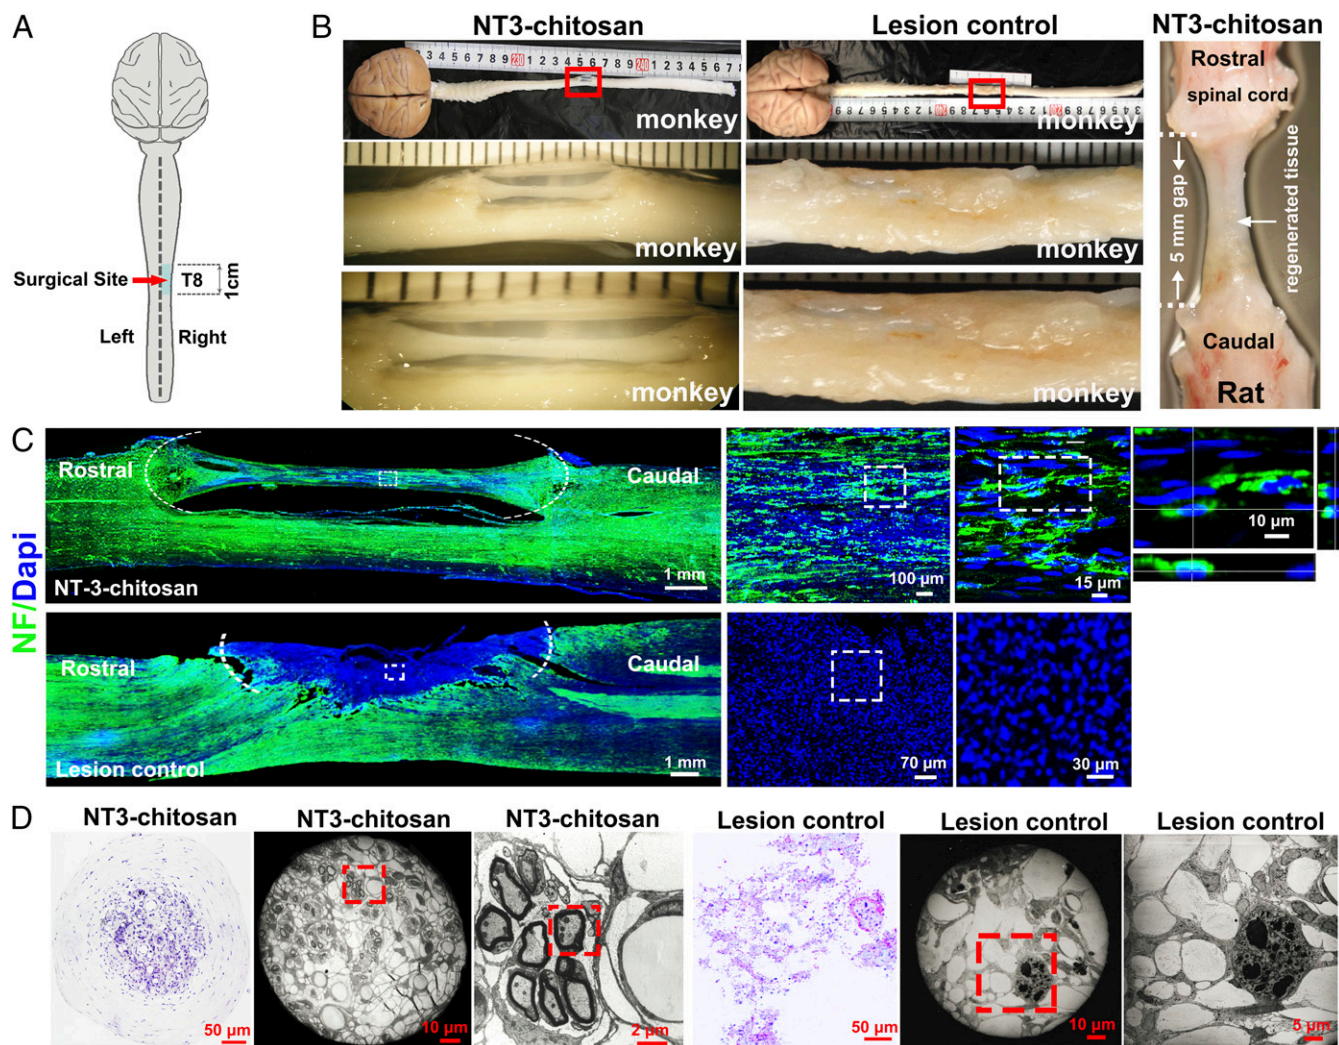 A
Surgical Site
T8
1cm
Left
Right
B
NT3-chitosan
Lesion control
NT3-chitosan
monkey
monkey
monkey
monkey
monkey
monkey
Rostral
spinal cord
5 mm gap
regenerated tissue
Caudal
Rat
C
NF/Dapi
Rostral
Caudal
1 mm
NT-3-chitosan
100 µm
15 µm
10 µm
Rostral
Caudal
Lesion control
1 mm
70 µm
30 µm
D
NT3-chitosan
NT3-chitosan
NT3-chitosan
Lesion control
Lesion control
Lesion control
50 µm
10 µm
2 µm
50 µm
10 µm
5 µm